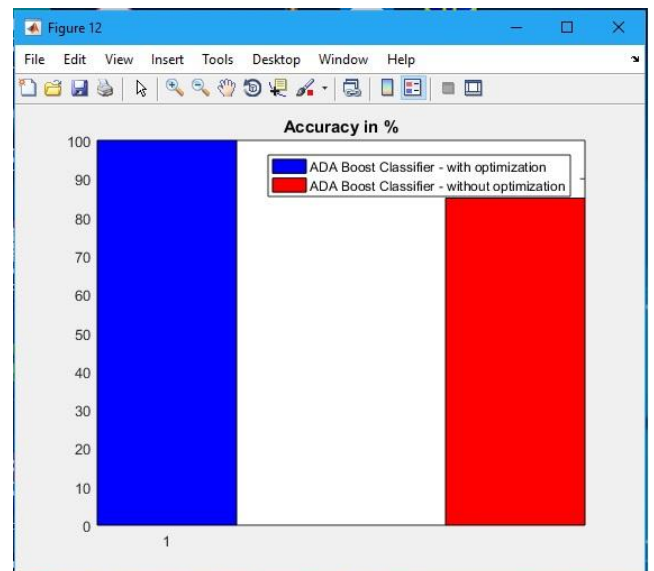 Figure 12
File Edit View Insert Tools Desktop Window Help
Accuracy in %
100
ADA Boost Classifier - with optimization
90
ADA Boost Classifier - without optimization
80
70
60
50
40
30
20
10
0
1